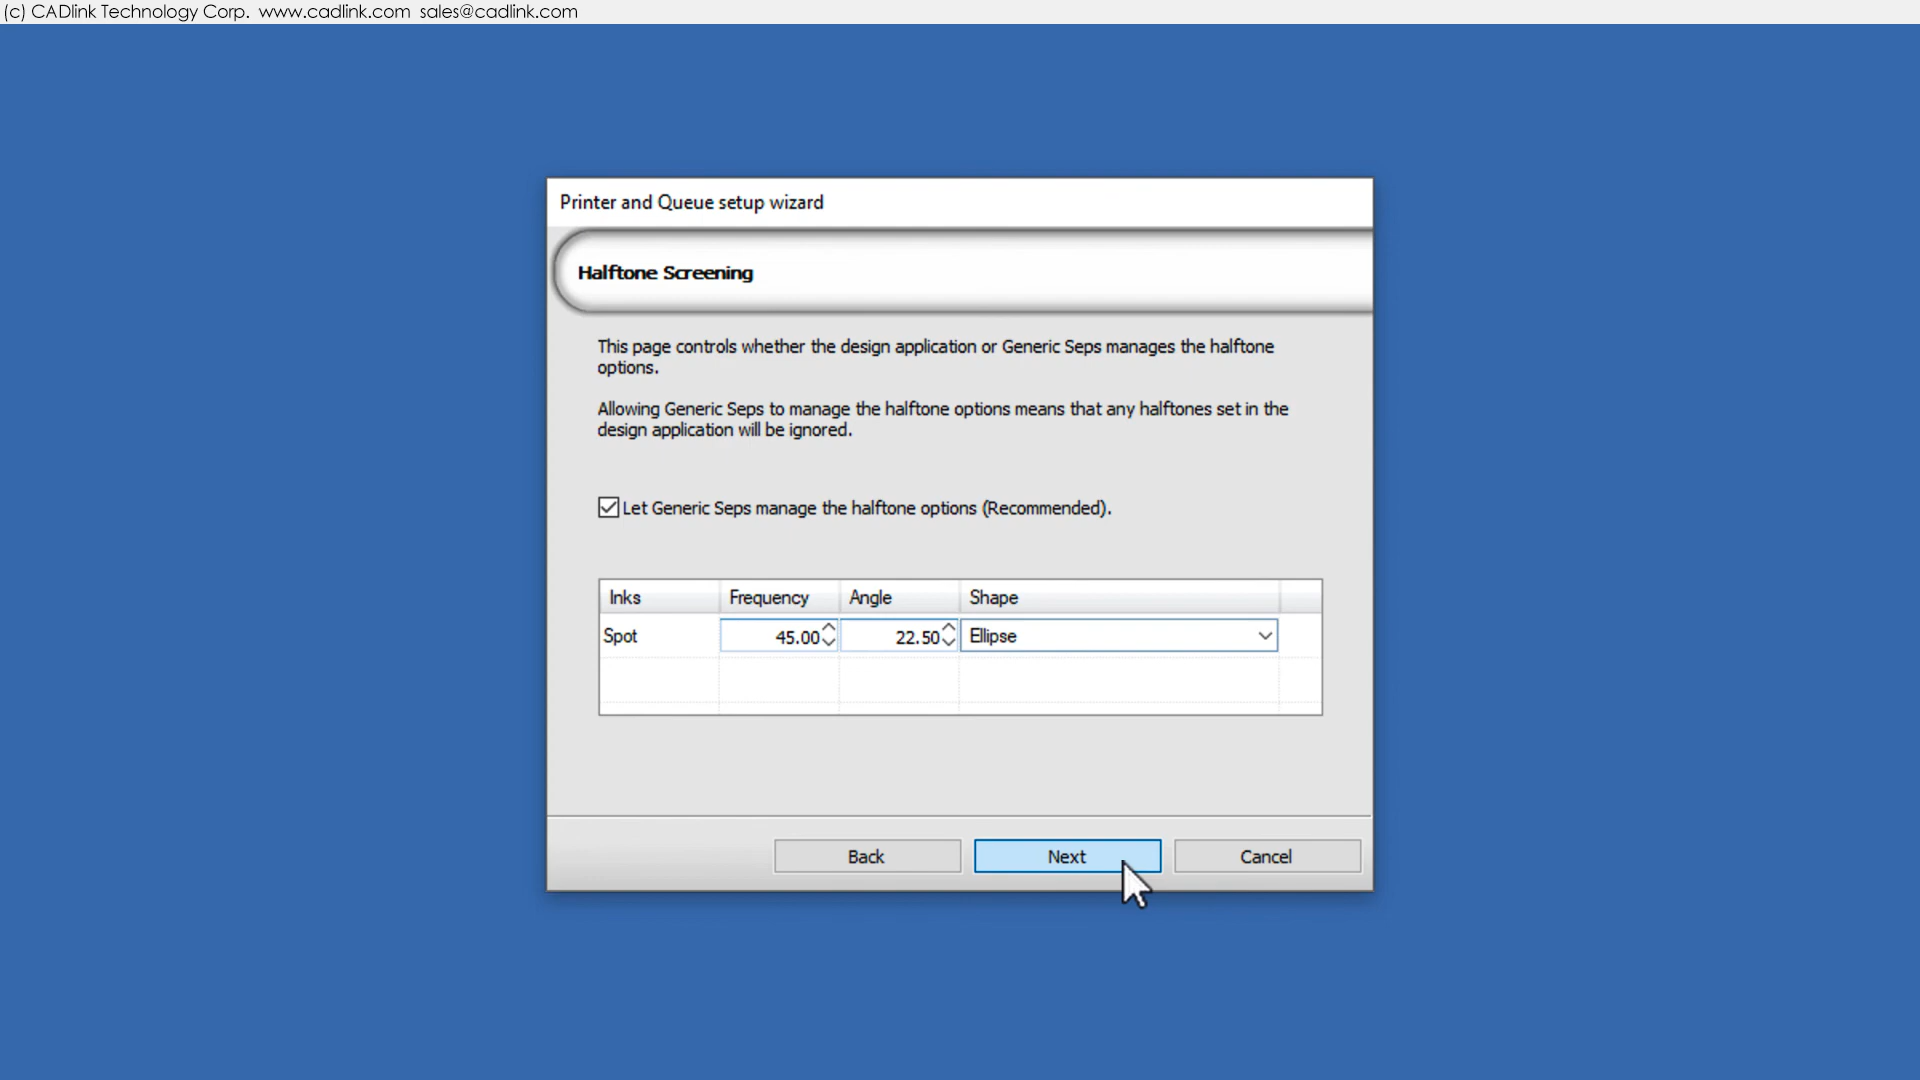 (c) CADlink Technology Corp. www.cadlink.com sales@cadlink.com
Printer and Queue setup wizard
Halftone Screening
This page controls whether the design application or Generic Seps manages the halftone
options.
Allowing Generic Seps to manage the halftone options means that any halftones set in the
design application will be ignored.
Let Generic Seps manage the halftone options (Recommended).
Inks Frequency Angle Shape
Spot 45.00 22.50 Ellipse
Back Next Cancel